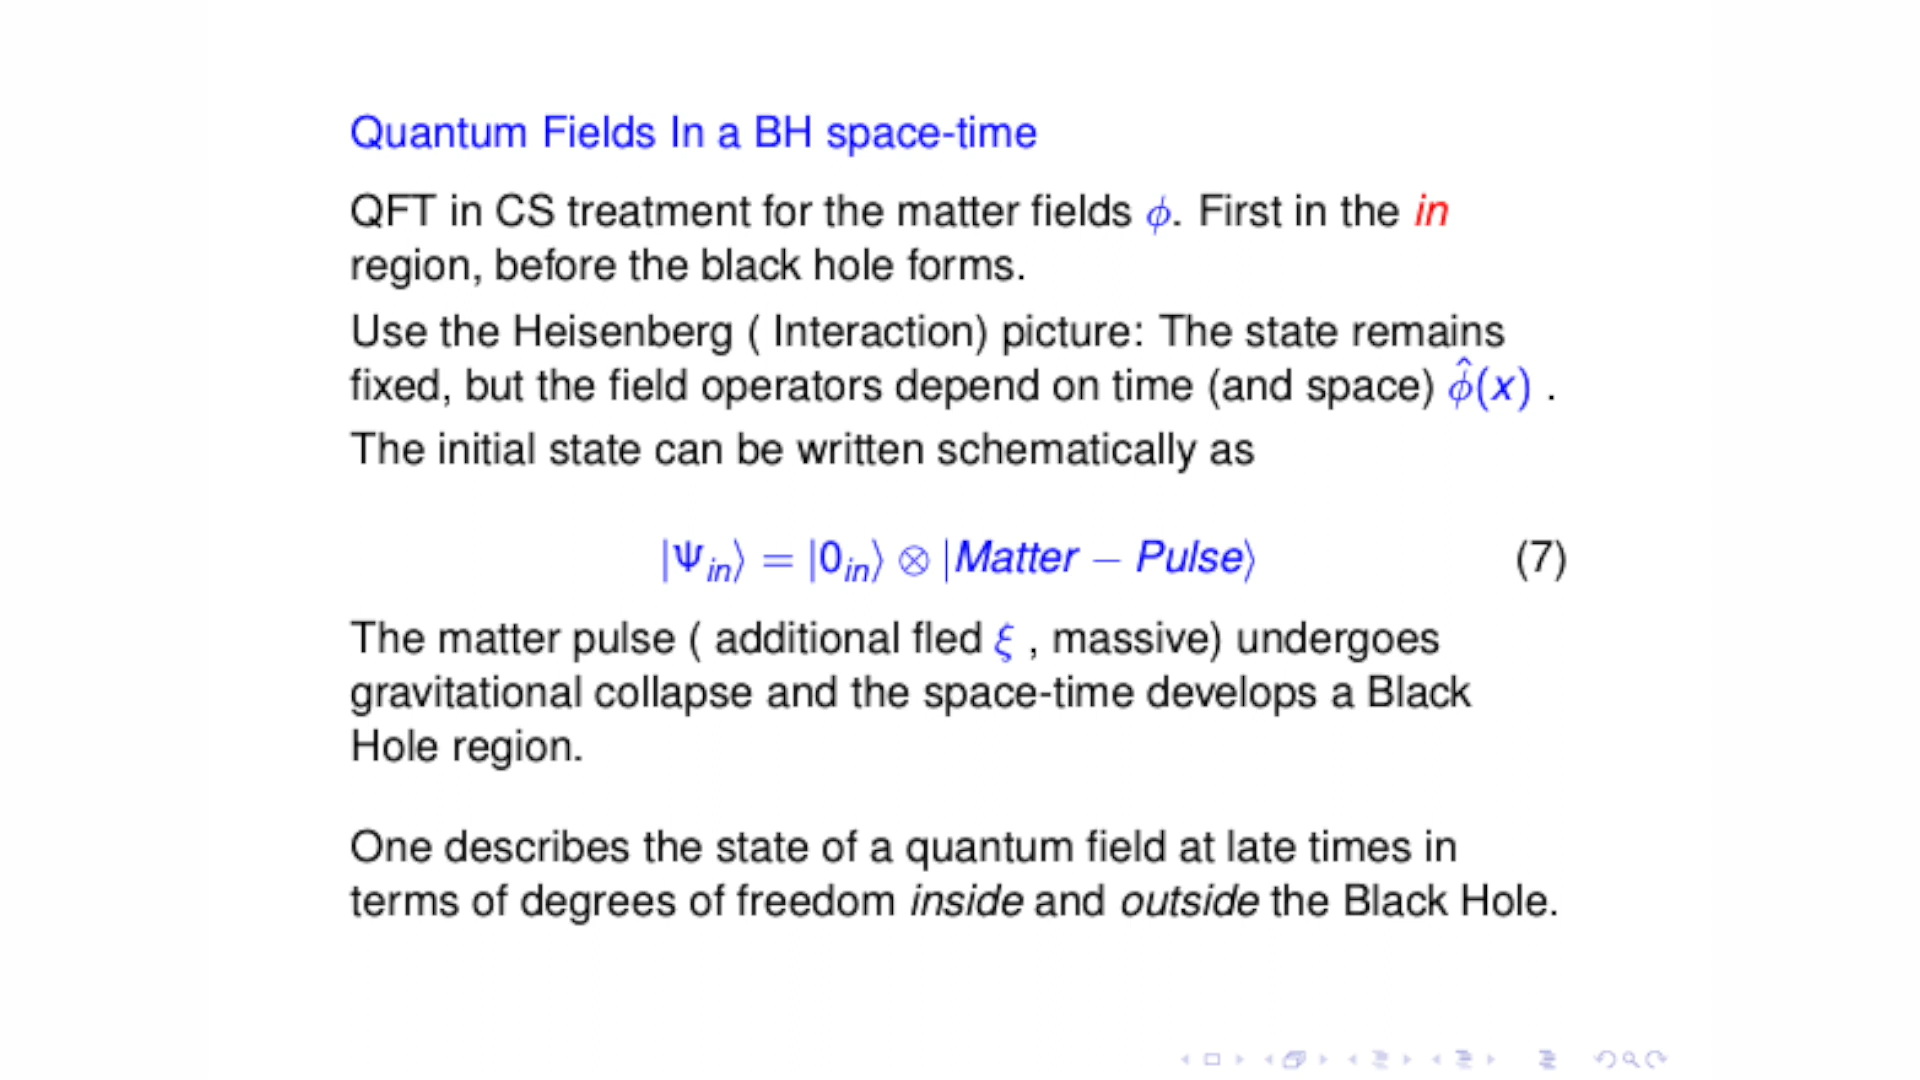 Quantum Fields In a BH space-time
QFT in CS treatment for the matter fields ϕ. First in the in
region, before the black hole forms.
Use the Heisenberg ( Interaction) picture: The state remains
fixed, but the field operators depend on time (and space) ϕ̂(x) .
The initial state can be written schematically as
|Ψ_in⟩ = |0_in⟩ ⊗ |Matter − Pulse⟩ (7)
The matter pulse ( additional fled ξ , massive) undergoes
gravitational collapse and the space-time develops a Black
Hole region.
One describes the state of a quantum field at late times in
terms of degrees of freedom inside and outside the Black Hole.